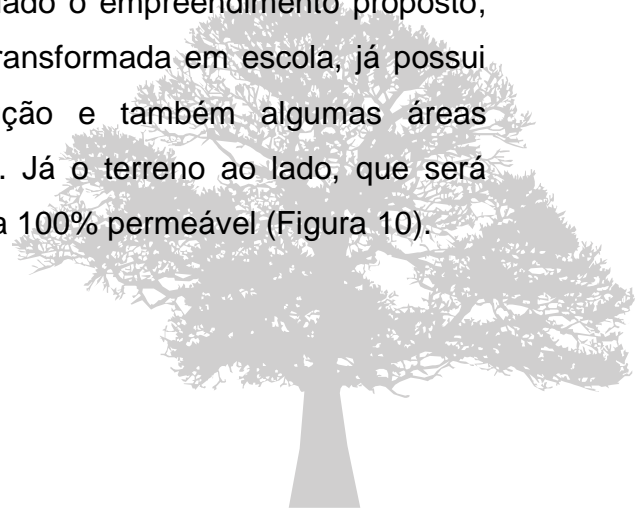 ado o empreendimento proposto,
ransformada em escola, já possui
ção e também algumas áreas
. Já o terreno ao lado, que será
a 100% permeável (Figura 10).